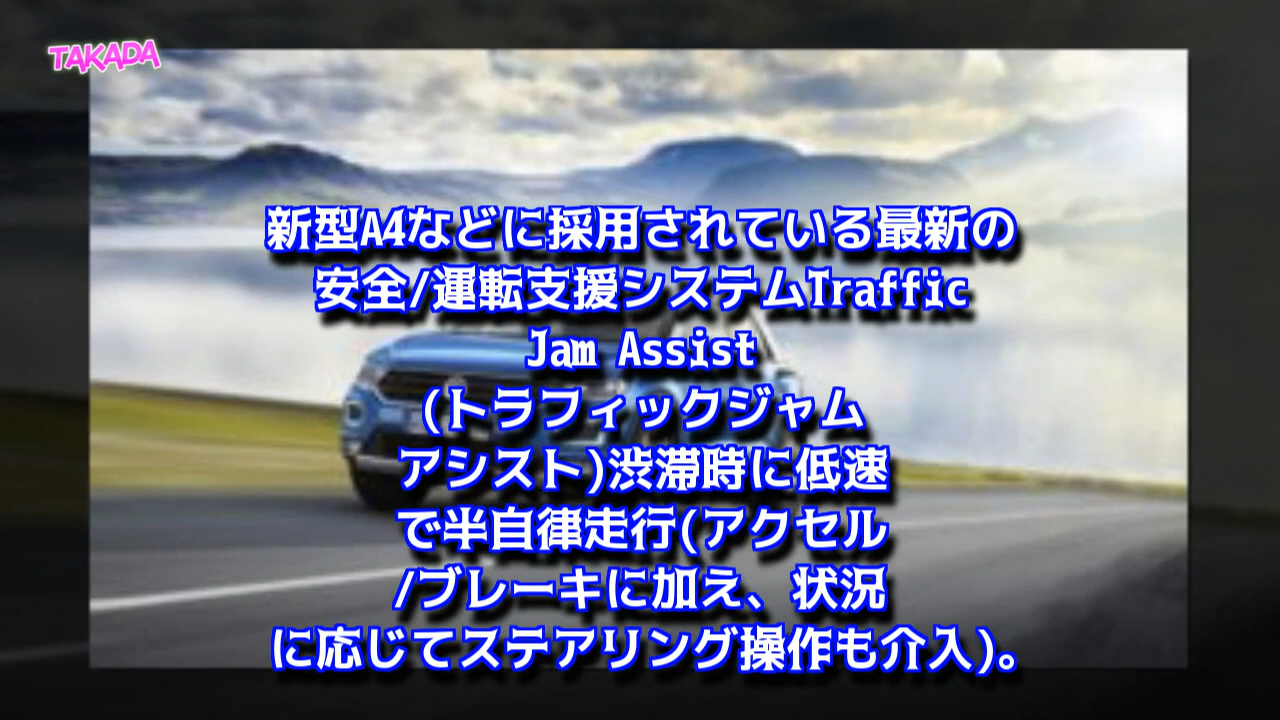 TAKADA
新型A4などに採用されている最新の
安全/運転支援システムTraffic
Jam Assist
(トラフィックジャム
アシスト)渋滞時に低速
で半自律走行(アクセル
/ブレーキに加え、状況
に応じてステアリング操作も介入)。